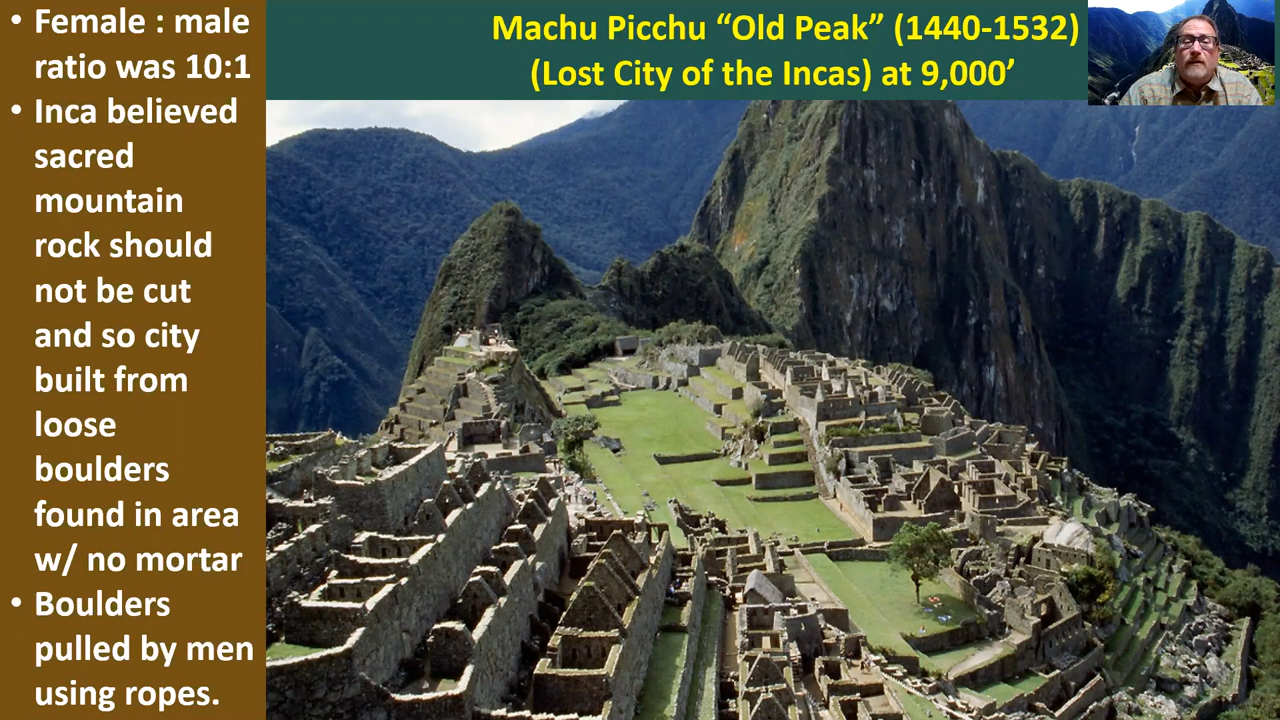 Machu Picchu “Old Peak” (1440-1532)
(Lost City of the Incas) at 9,000’
• Female : male
ratio was 10:1
• Inca believed
sacred
mountain
rock should
not be cut
and so city
built from
loose
boulders
found in area
w/ no mortar
• Boulders
pulled by men
using ropes.